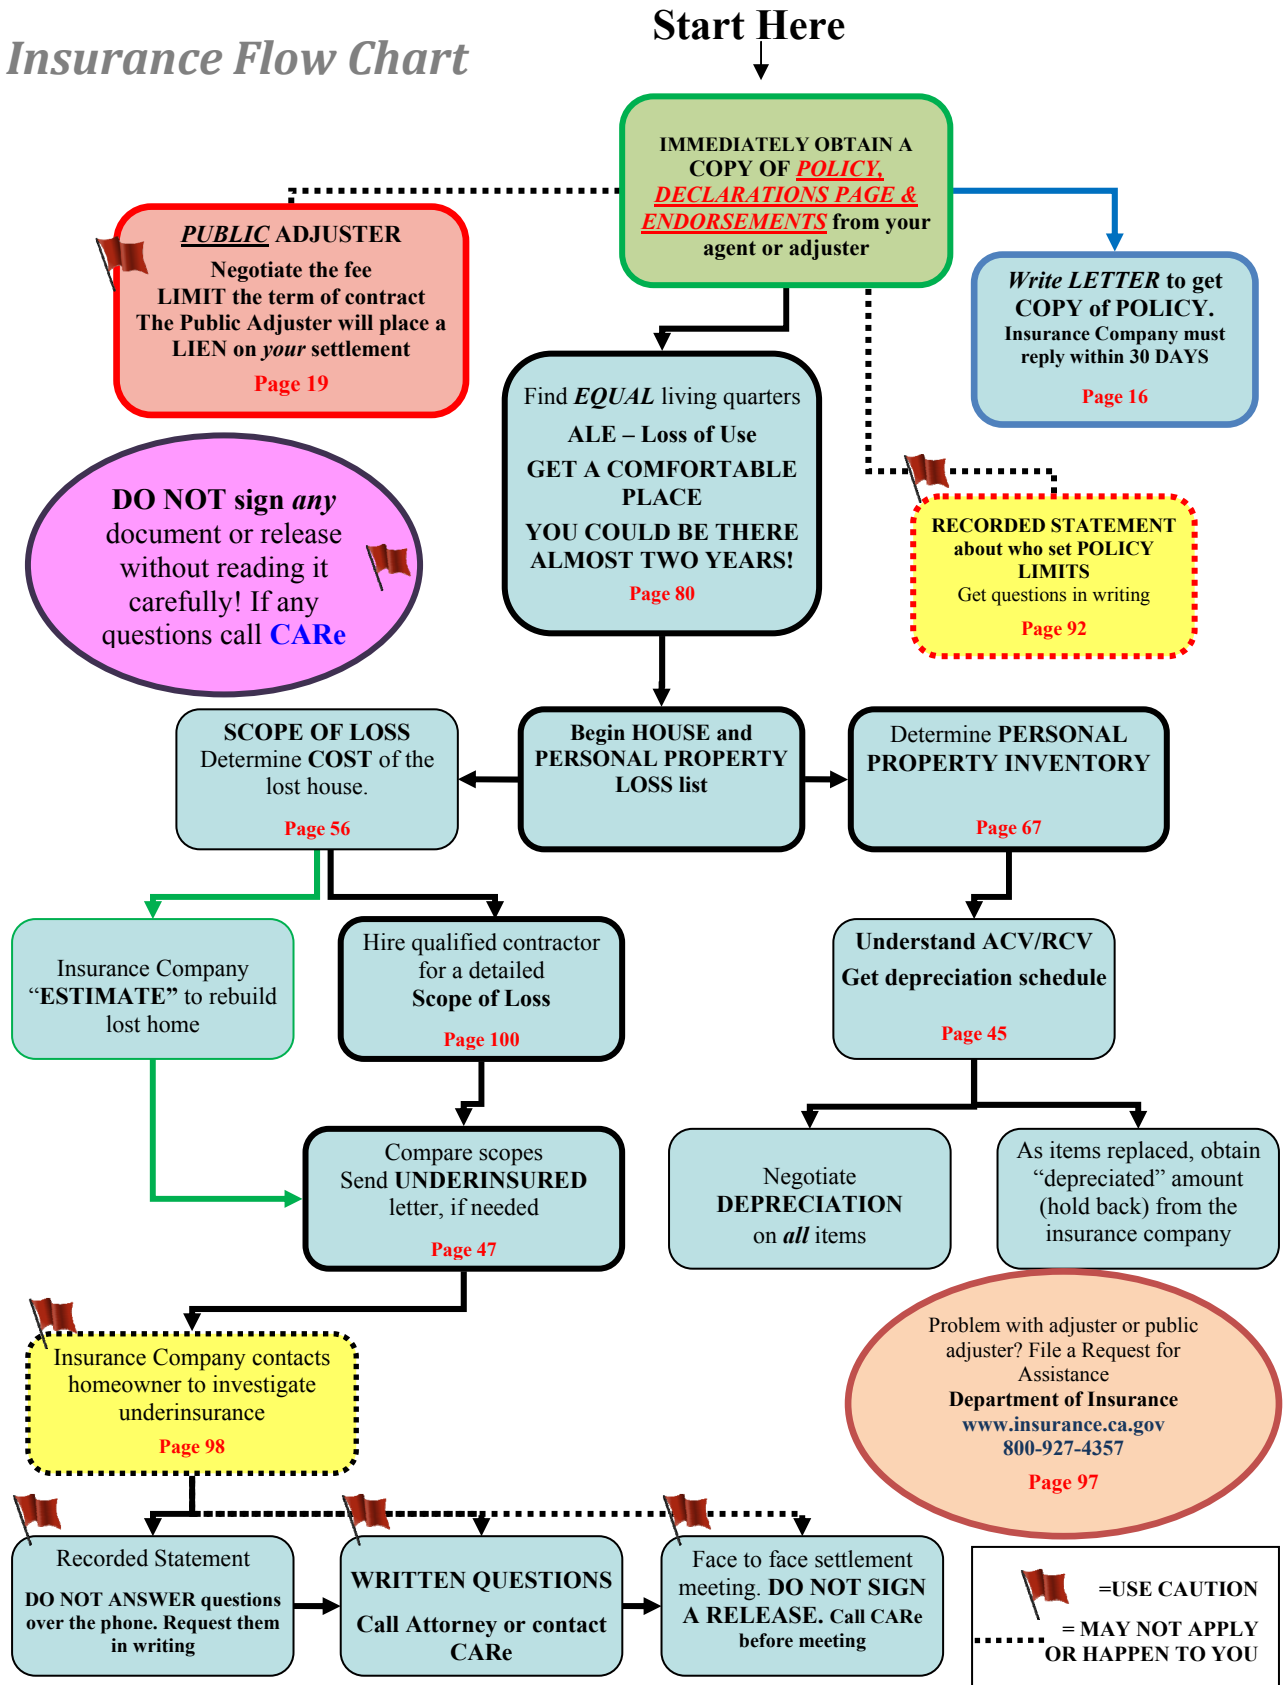 Start Here
Insurance Flow Chart
IMMEDIATELY OBTAIN A
COPY OF POLICY,
DECLARATIONS PAGE &
ENDORSEMENTS from your
agent or adjuster
PUBLIC ADJUSTER
Negotiate the fee
LIMIT the term of contract
The Public Adjuster will place a
LIEN on your settlement
Page 19
Write LETTER to get
COPY of POLICY.
Insurance Company must
reply within 30 DAYS
Page 16
Find EQUAL living quarters
ALE – Loss of Use
GET A COMFORTABLE
PLACE
YOU COULD BE THERE
ALMOST TWO YEARS!
Page 80
DO NOT sign any
document or release
without reading it
carefully! If any
questions call CARe
RECORDED STATEMENT
about who set POLICY
LIMITS
Get questions in writing
Page 92
SCOPE OF LOSS
Determine COST of the
lost house.
Page 56
Begin HOUSE and
PERSONAL PROPERTY
LOSS list
Determine PERSONAL
PROPERTY INVENTORY
Page 67
Insurance Company
“ESTIMATE” to rebuild
lost home
Hire qualified contractor
for a detailed
Scope of Loss
Page 100
Understand ACV/RCV
Get depreciation schedule
Page 45
Compare scopes
Send UNDERINSURED
letter, if needed
Page 47
Negotiate
DEPRECIATION
on all items
As items replaced, obtain
“depreciated” amount
(hold back) from the
insurance company
Insurance Company contacts
homeowner to investigate
underinsurance
Page 98
Problem with adjuster or public
adjuster? File a Request for
Assistance
Department of Insurance
www.insurance.ca.gov
800-927-4357
Page 97
Recorded Statement
DO NOT ANSWER questions
over the phone. Request them
in writing
WRITTEN QUESTIONS
Call Attorney or contact
CARe
Face to face settlement
meeting. DO NOT SIGN
A RELEASE. Call CARe
before meeting
=USE CAUTION
= MAY NOT APPLY
OR HAPPEN TO YOU